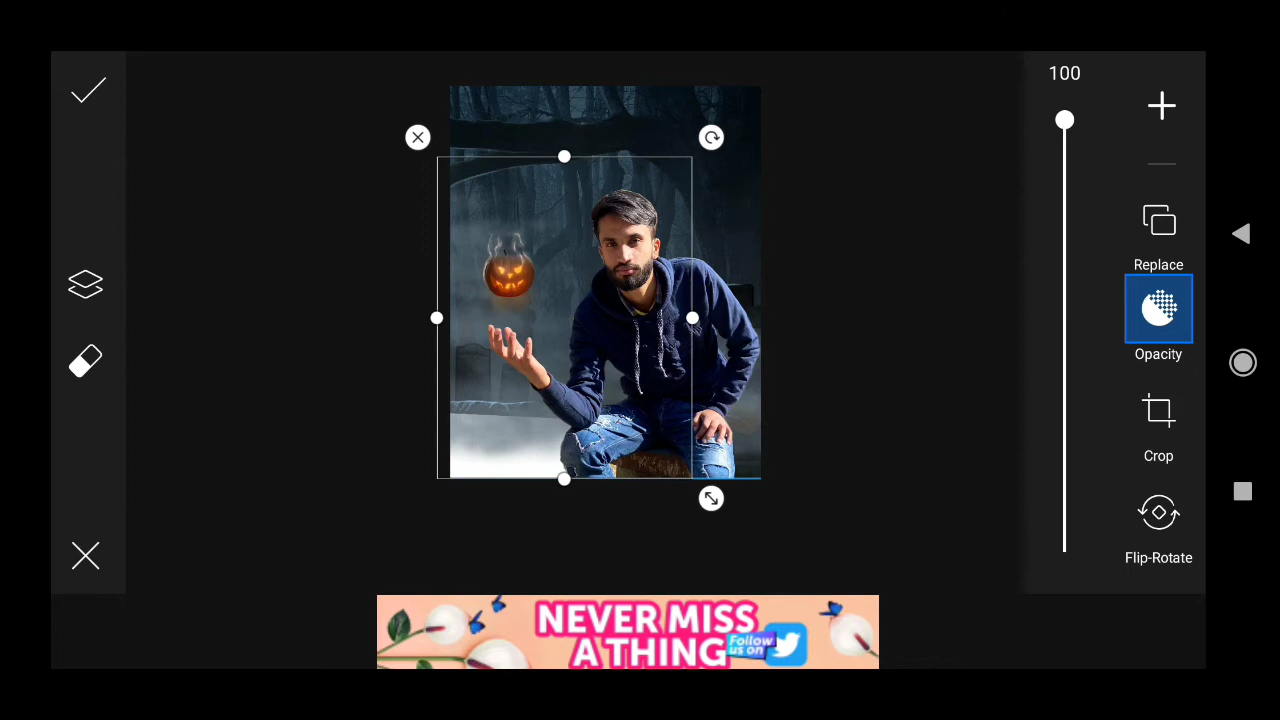 100
Replace
Opacity
Crop
Flip-Rotate
NEVER MISS
A THING
Follow
us on